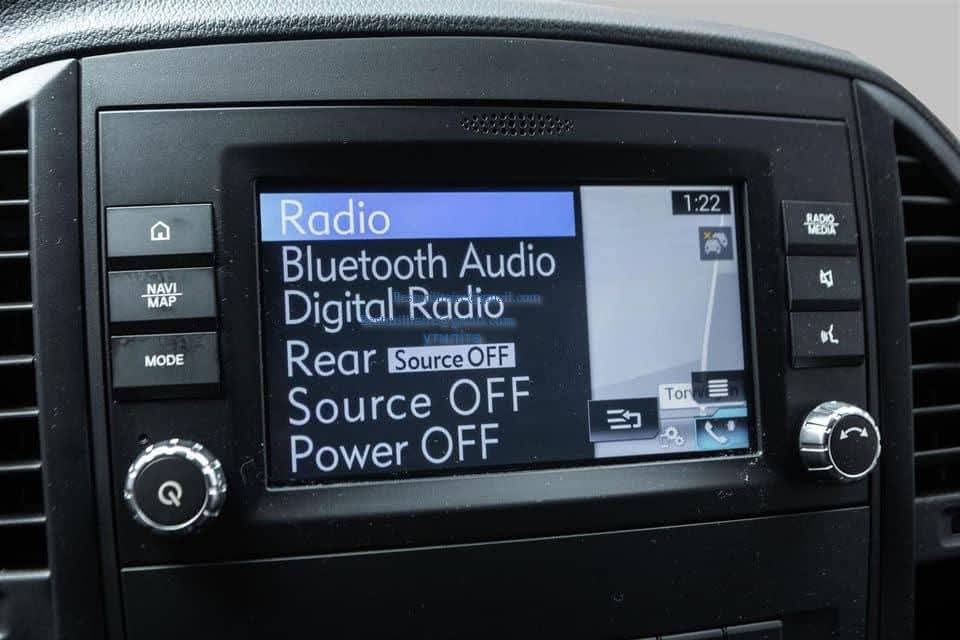 Radio
1:22
RADIO
MEDIA
Bluetooth Audio
NAVI
MAP
Digital Radio
MODE
Rear Source OFF
Source OFF
Power OFF